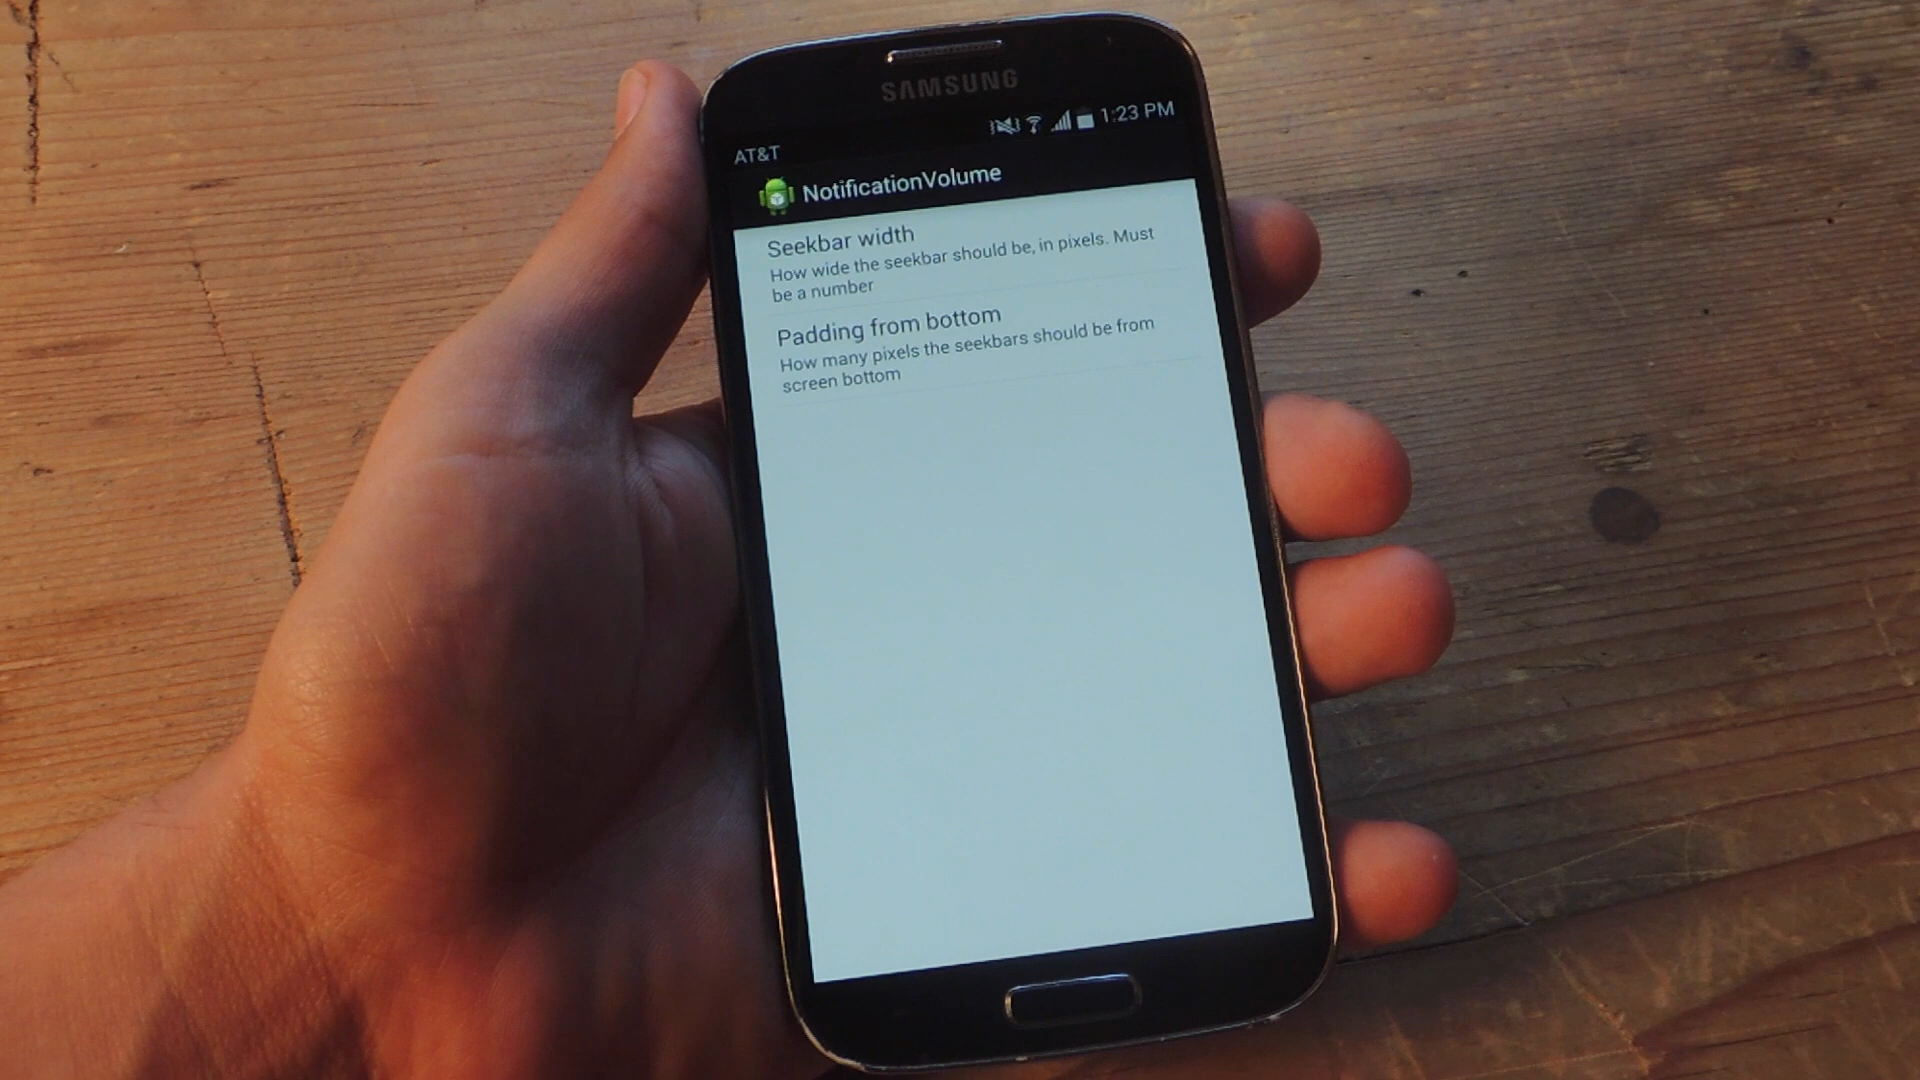 SAMSUNG
AT&T
1:23 PM
NotificationVolume
Seekbar width
How wide the seekbar should be, in pixels. Must
be a number
Padding from bottom
How many pixels the seekbars should be from
screen bottom